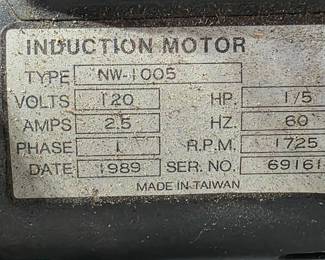 INDUCTION MOTOR
TYPE NW-1005
VOLTS 120 HP. 1/5
AMPS 2.5 HZ. 60
PHASE 1 R.P.M. 1725
DATE 1989 SER. NO. 69161
MADE IN TAIWAN